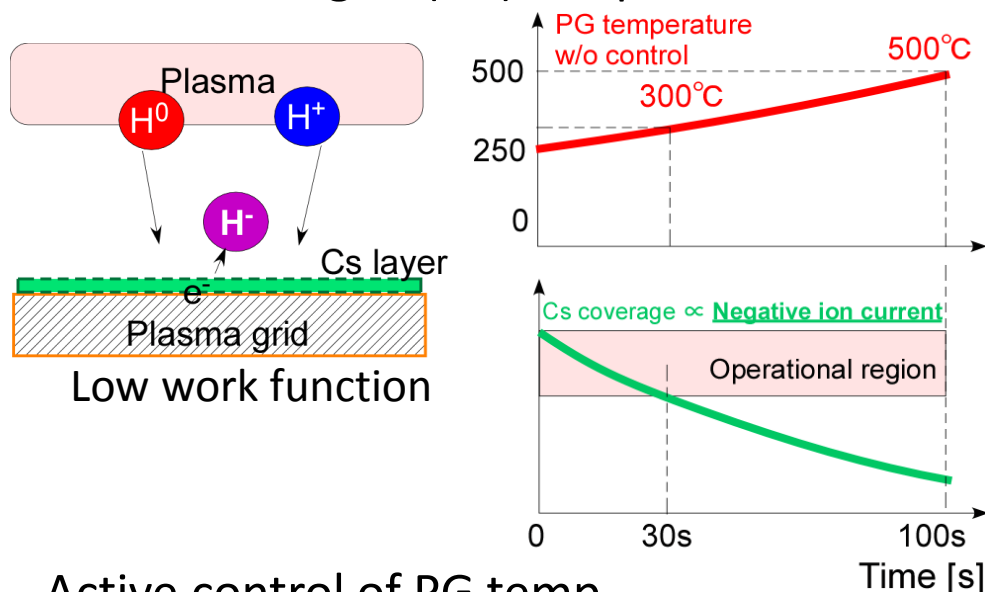 Plasma
H⁰
H⁺
H⁻
Cs layer
e⁻
Plasma grid
Low work function
PG temperature
w/o control
500℃
300℃
500
250
0
Cs coverage ∝ Negative ion current
Operational region
0
30s
100s
Time [s]
Active control of PG temp